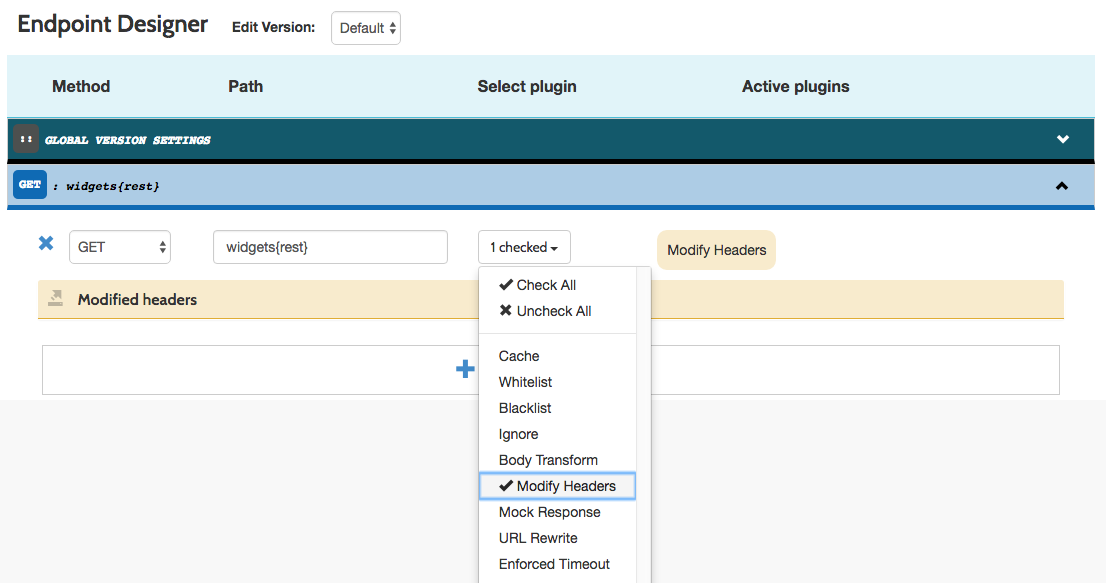 Endpoint Designer Edit Version: Default
Method Path Select plugin Active plugins
GLOBAL VERSION SETTINGS
GET : widgets{rest}
GET widgets{rest} 1 checked Modify Headers
Check All
Modified headers
Uncheck All
Cache
Whitelist
Blacklist
Ignore
Body Transform
Modify Headers
Mock Response
URL Rewrite
Enforced Timeout